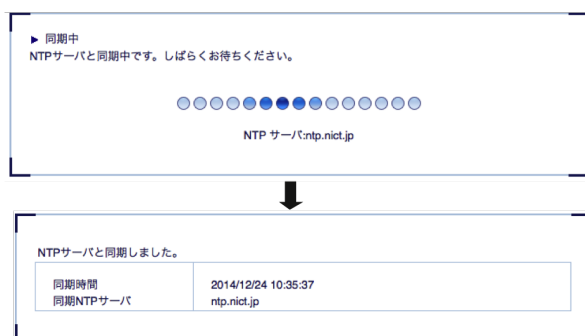 ▶ 同期中
NTPサーバと同期中です。しばらくお待ちください。
NTP サーバ:ntp.nict.jp
NTPサーバと同期しました。
同期時間 2014/12/24 10:35:37
同期NTPサーバ ntp.nict.jp